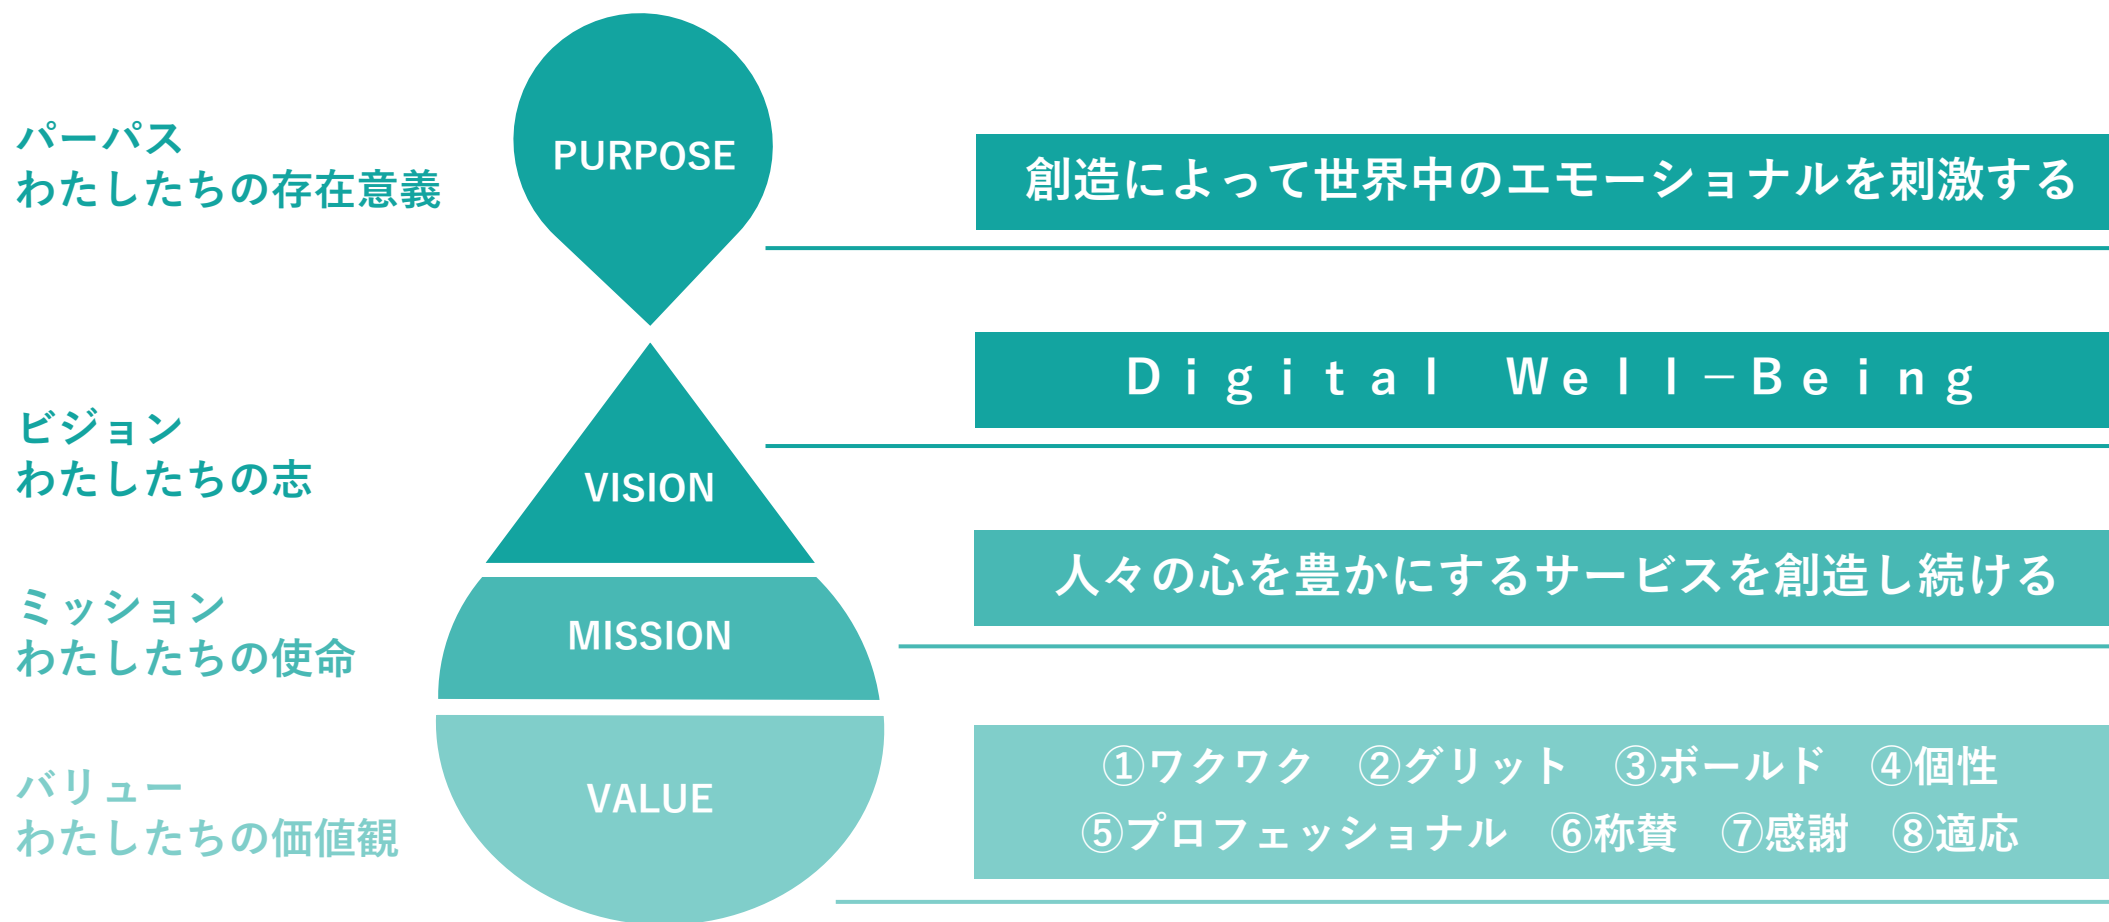 パーパス
わたしたちの存在意義
PURPOSE
創造によって世界中のエモーショナルを刺激する
ビジョン
わたしたちの志
VISION
Digital Well-Being
ミッション
わたしたちの使命
MISSION
人々の心を豊かにするサービスを創造し続ける
バリュー
わたしたちの価値観
VALUE
①ワクワク ②グリット ③ボールド ④個性
⑤プロフェッショナル ⑥称賛 ⑦感謝 ⑧適応